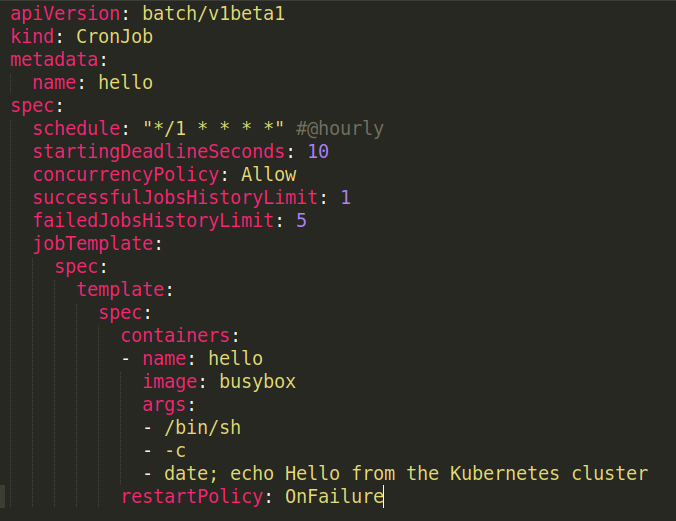 apiVersion: batch/v1beta1
kind: CronJob
metadata:
  name: hello
spec:
  schedule: "*/1 * * * *" #@hourly
  startingDeadlineSeconds: 10
  concurrencyPolicy: Allow
  successfulJobsHistoryLimit: 1
  failedJobsHistoryLimit: 5
  jobTemplate:
    spec:
      template:
        spec:
          containers:
          - name: hello
            image: busybox
            args:
            - /bin/sh
            - -c
            - date; echo Hello from the Kubernetes cluster
          restartPolicy: OnFailure